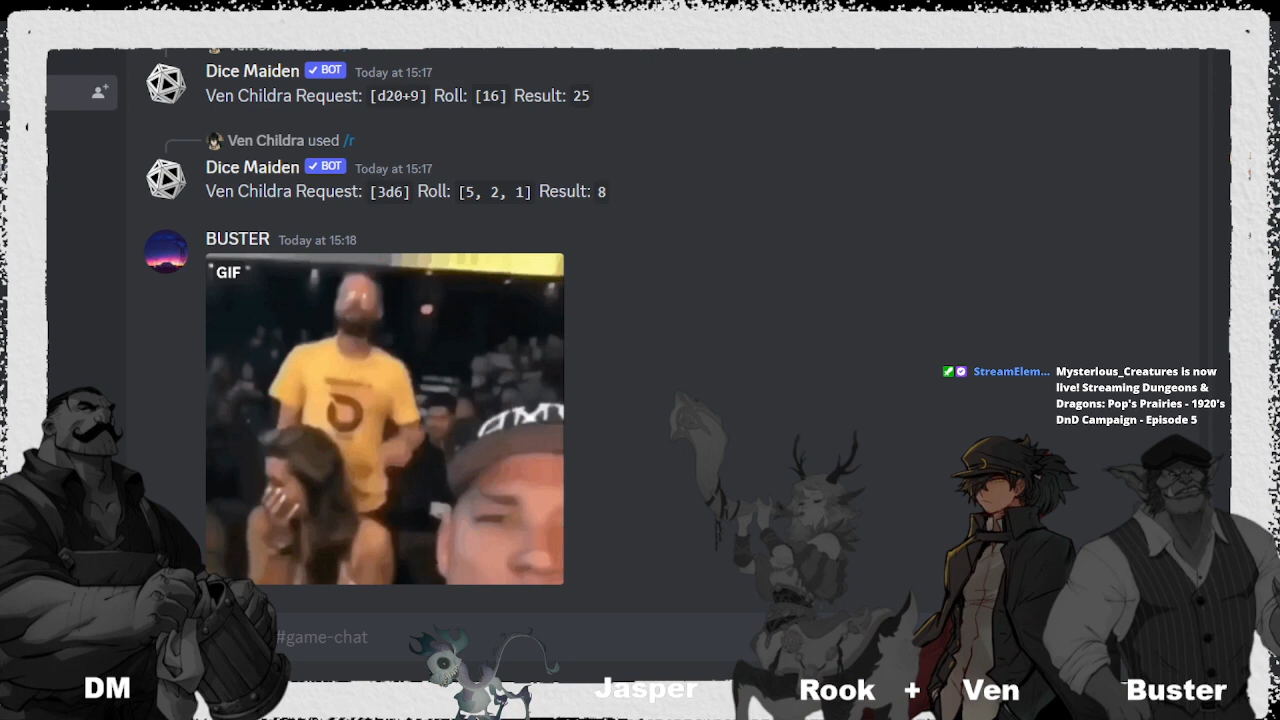 Ven Childra used /r
Dice Maiden ✓ BOT Today at 15:17
Ven Childra Request: [d20+9] Roll: [16] Result: 25
Ven Childra used /r
Dice Maiden ✓ BOT Today at 15:17
Ven Childra Request: [3d6] Roll: [5, 2, 1] Result: 8
BUSTER Today at 15:18
GIF
StreamElem... Mysterious_Creatures is now
live! Streaming Dungeons &
Dragons: Pop's Prairies - 1920's
DnD Campaign - Episode 5
#game-chat
DM
Jasper
Rook + Ven
Buster